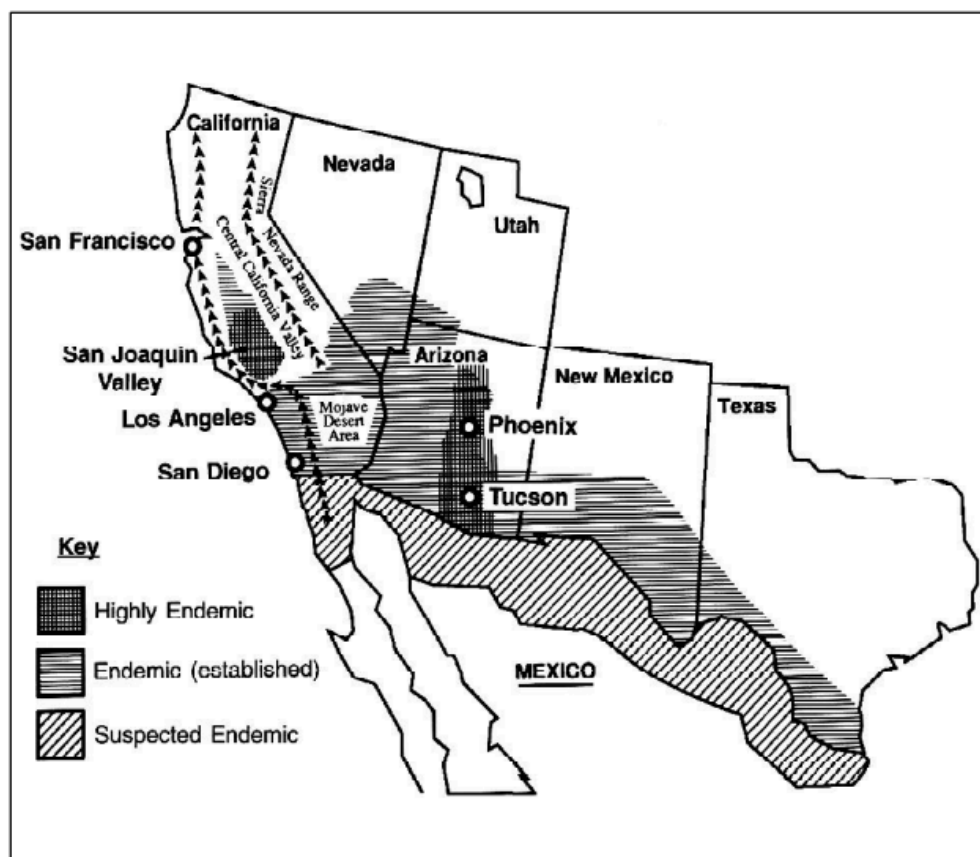 California
Nevada
Utah
Sierra
Nevada Range
Central California Valley
San Francisco
San Joaquin
Valley
Arizona
New Mexico
Texas
Los Angeles
Mojave
Desert
Area
Phoenix
San Diego
Tucson
Key
Highly Endemic
Endemic (established)
Suspected Endemic
MEXICO